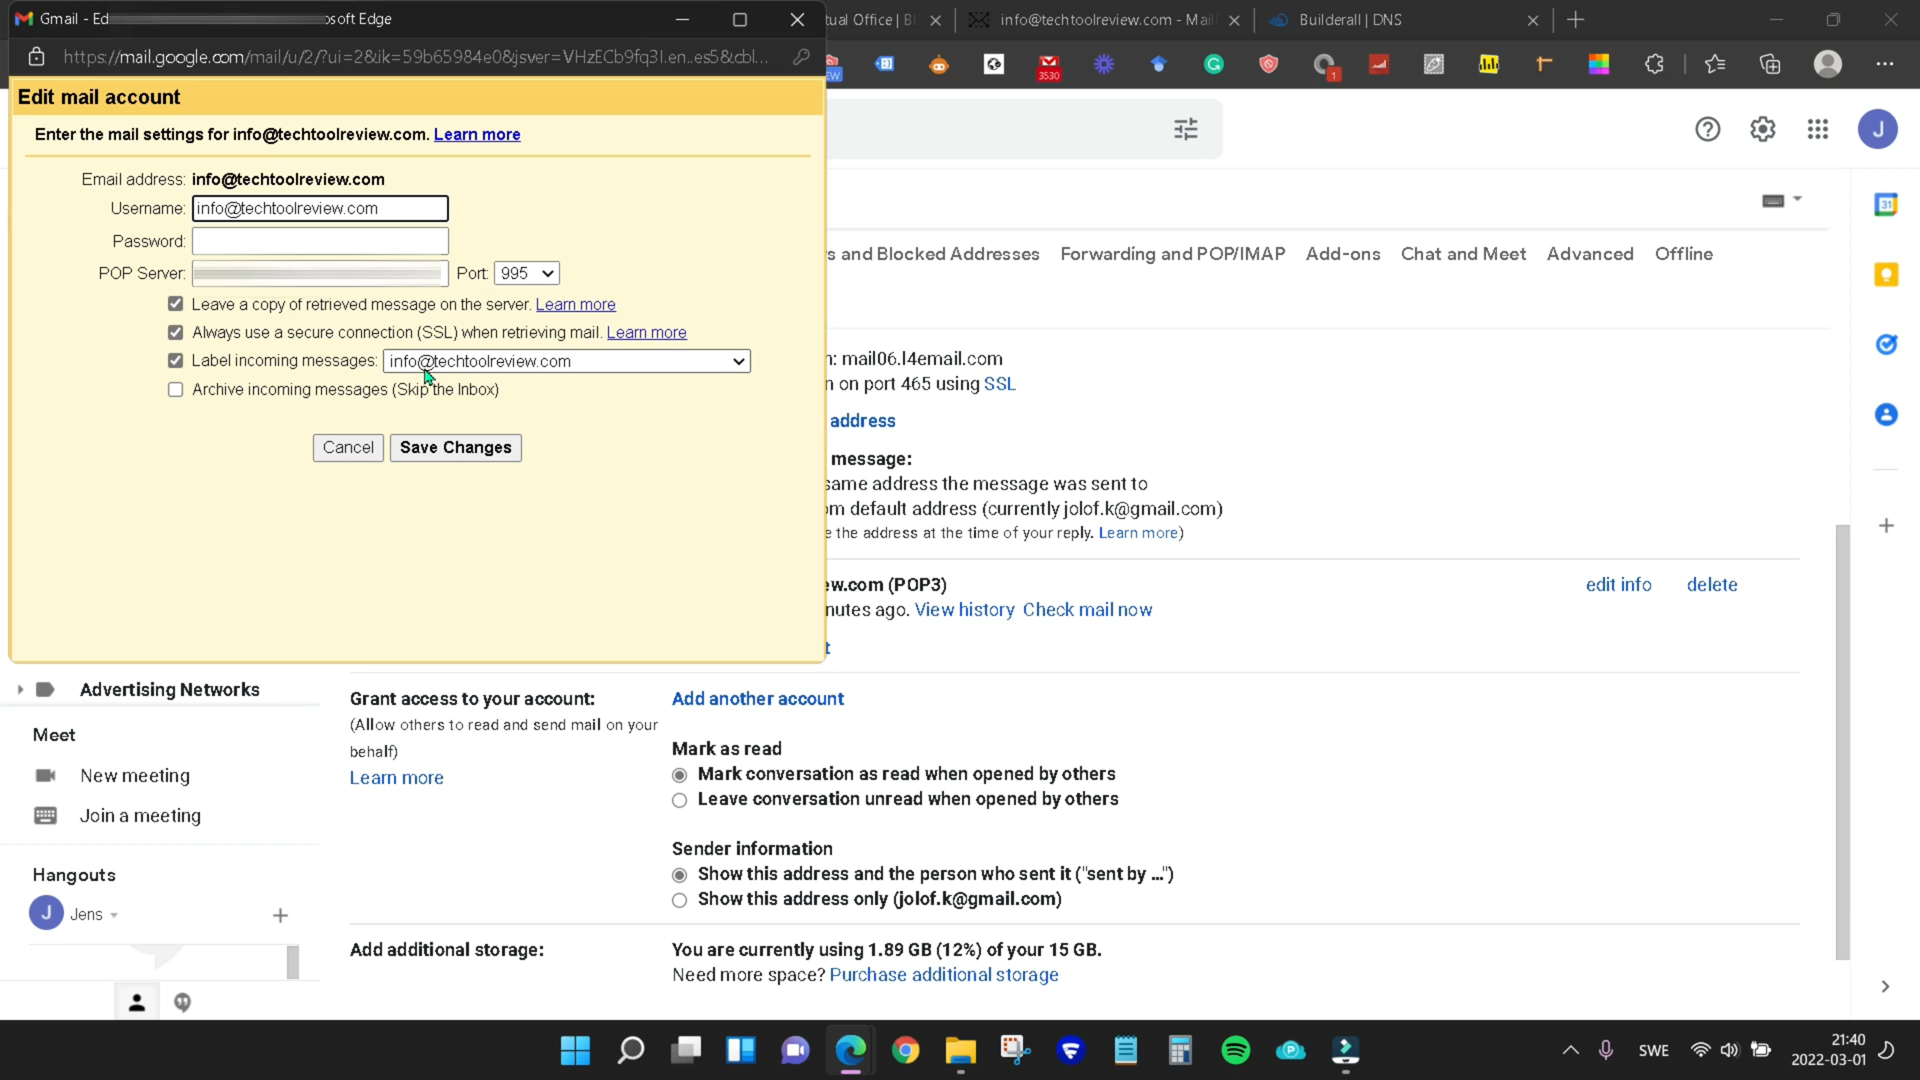 Gmail - Ed osoft Edge
tual Office | B
info@techtoolreview.com - Mail
Builderall | DNS
https://mail.google.com/mail/u/2/?ui=2&ik=59b65984e0&jsver=VHzECb9fq3I.en..es5&cbl...
3530
1
Edit mail account
Enter the mail settings for info@techtoolreview.com. Learn more
Email address: info@techtoolreview.com
Username: info@techtoolreview.com
Password:
POP Server: Port: 995
Leave a copy of retrieved message on the server. Learn more
Always use a secure connection (SSL) when retrieving mail. Learn more
Label incoming messages: info@techtoolreview.com
Archive incoming messages (Skip the Inbox)
Cancel Save Changes
J
s and Blocked Addresses Forwarding and POP/IMAP Add-ons Chat and Meet Advanced Offline
31
n: mail06.l4email.com
n on port 465 using SSL
address
message:
same address the message was sent to
om default address (currently jolof.k@gmail.com)
e the address at the time of your reply. Learn more)
ew.com (POP3) edit info delete
nutes ago. View history Check mail now
t
Advertising Networks
Meet
New meeting
Join a meeting
Hangouts
J Jens
Grant access to your account:
(Allow others to read and send mail on your
behalf)
Learn more
Add another account
Mark as read
Mark conversation as read when opened by others
Leave conversation unread when opened by others
Sender information
Show this address and the person who sent it ("sent by ...")
Show this address only (jolof.k@gmail.com)
Add additional storage:
You are currently using 1.89 GB (12%) of your 15 GB.
Need more space? Purchase additional storage
SWE
21:40
2022-03-01